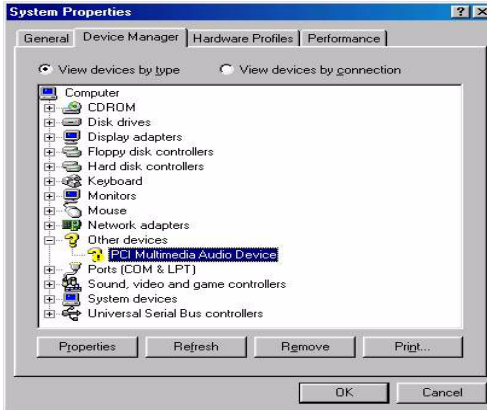 System Properties
General Device Manager Hardware Profiles Performance
View devices by type View devices by connection
Computer
CDROM
Disk drives
Display adapters
Floppy disk controllers
Hard disk controllers
Keyboard
Monitors
Mouse
Network adapters
Other devices
PCI Multimedia Audio Device
Ports (COM & LPT)
Sound, video and game controllers
System devices
Universal Serial Bus controllers
Properties Refresh Remove Print...
OK Cancel